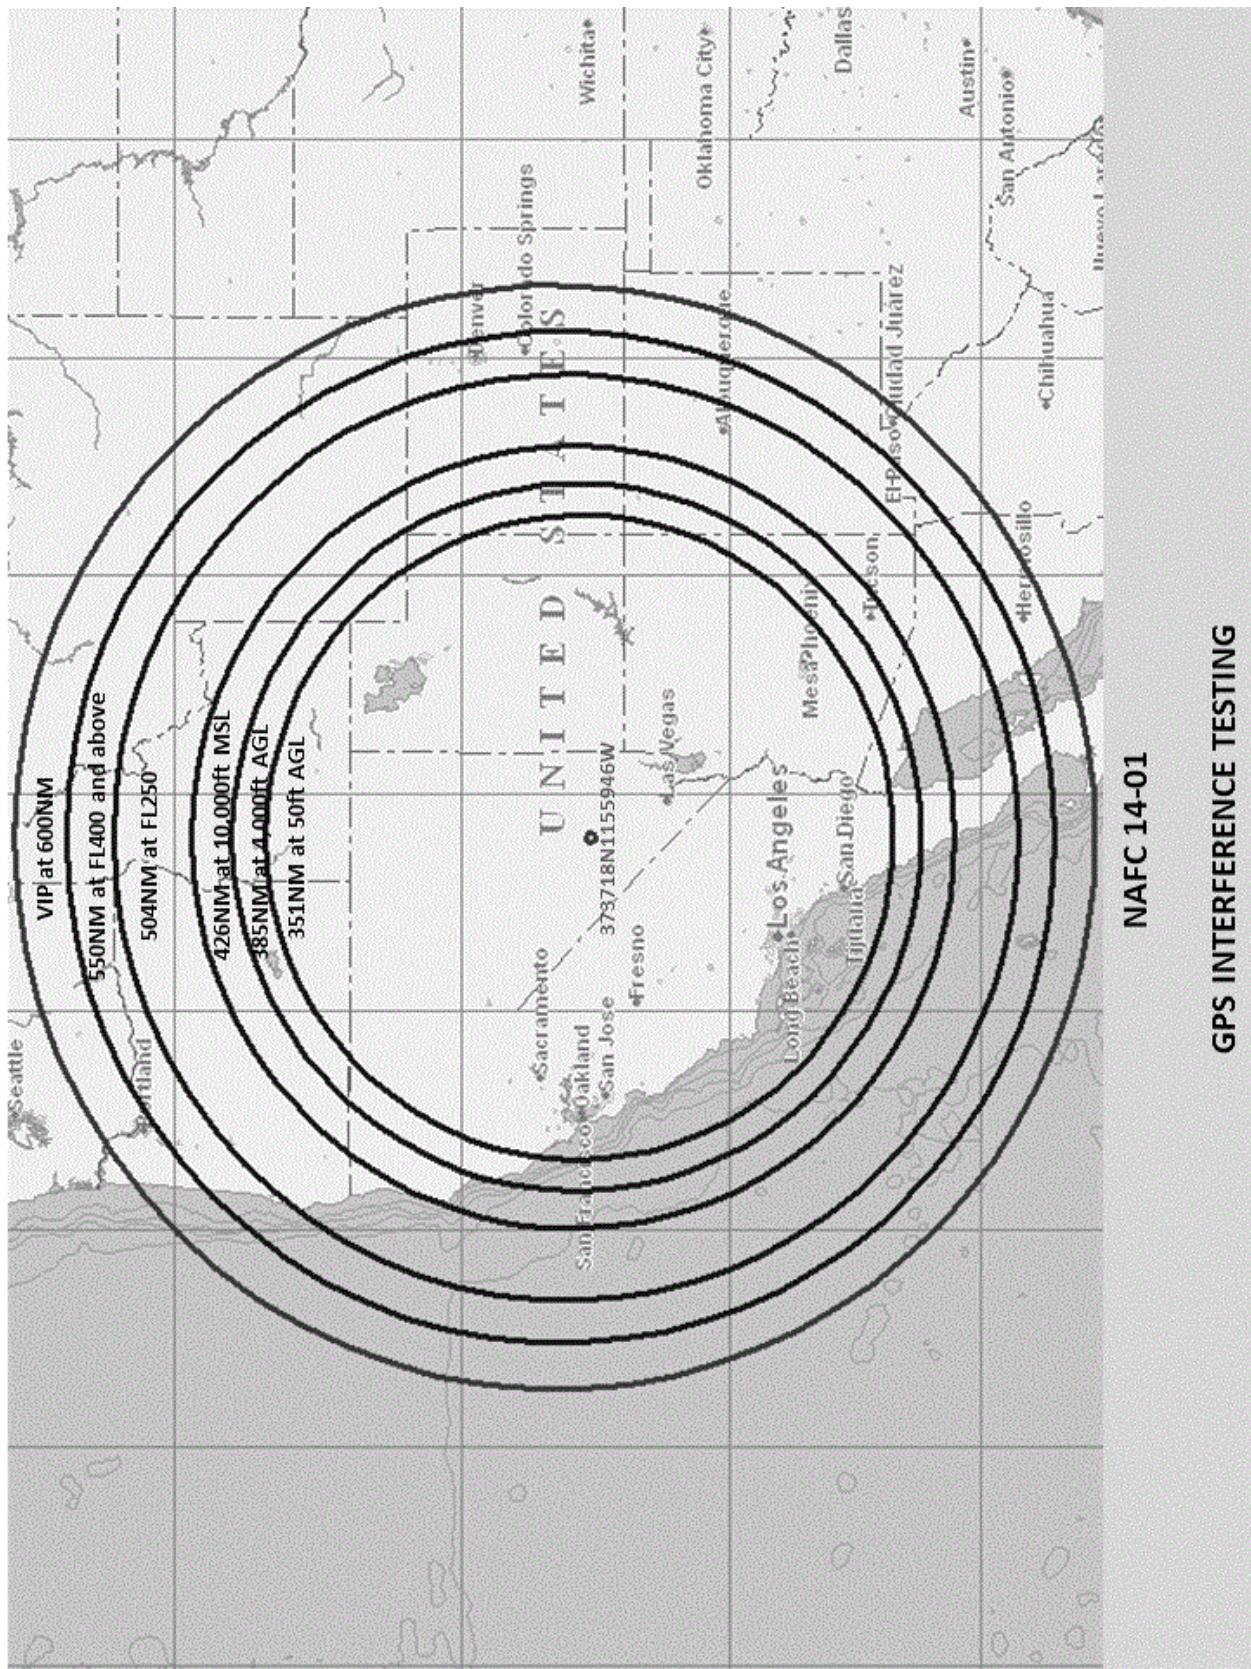 Seattle
Portland
VIP at 600NM
550NM at FL400 and above
504NM at FL250
426NM at 10,000ft MSL
385NM at 4,000ft AGL
351NM at 50ft AGL
Denver
Colorado Springs
Wichita
UNITED STATES
Sacramento
San Francisco
Oakland
San Jose
Fresno
373718N1155946W
Las Vegas
Albuquerque
Oklahoma City
Los Angeles
Long Beach
Mesa
Phoenix
San Diego
Tijuana
Tucson
El Paso
Ciudad Juárez
Dallas
Austin
San Antonio
Hermosillo
Chihuahua
Nuevo Laredo
NAFC 14-01
GPS INTERFERENCE TESTING